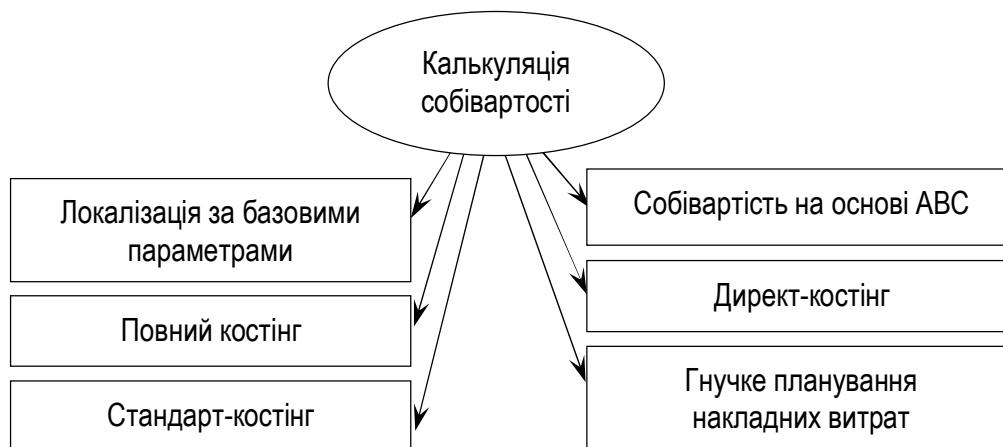 Калькуляція
собівартості
Локалізація за базовими
параметрами
Повний костінг
Стандарт-костінг
Собівартість на основі АВС
Директ-костінг
Гнучке планування
накладних витрат